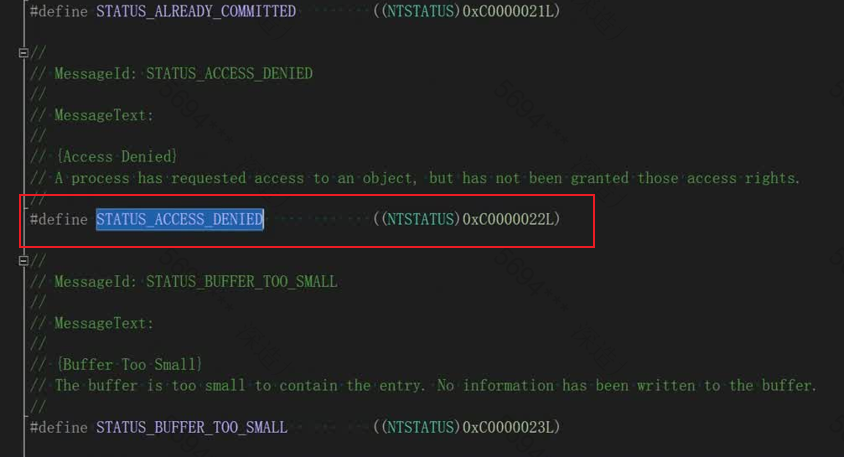 #define STATUS_ALREADY_COMMITTED ((NTSTATUS)0xC0000021L)
//
// MessageId: STATUS_ACCESS_DENIED
//
// MessageText:
//
// {Access Denied}
// A process has requested access to an object, but has not been granted those access rights.
//
#define STATUS_ACCESS_DENIED ((NTSTATUS)0xC0000022L)
//
// MessageId: STATUS_BUFFER_TOO_SMALL
//
// MessageText:
//
// {Buffer Too Small}
// The buffer is too small to contain the entry. No information has been written to the buffer.
//
#define STATUS_BUFFER_TOO_SMALL ((NTSTATUS)0xC0000023L)